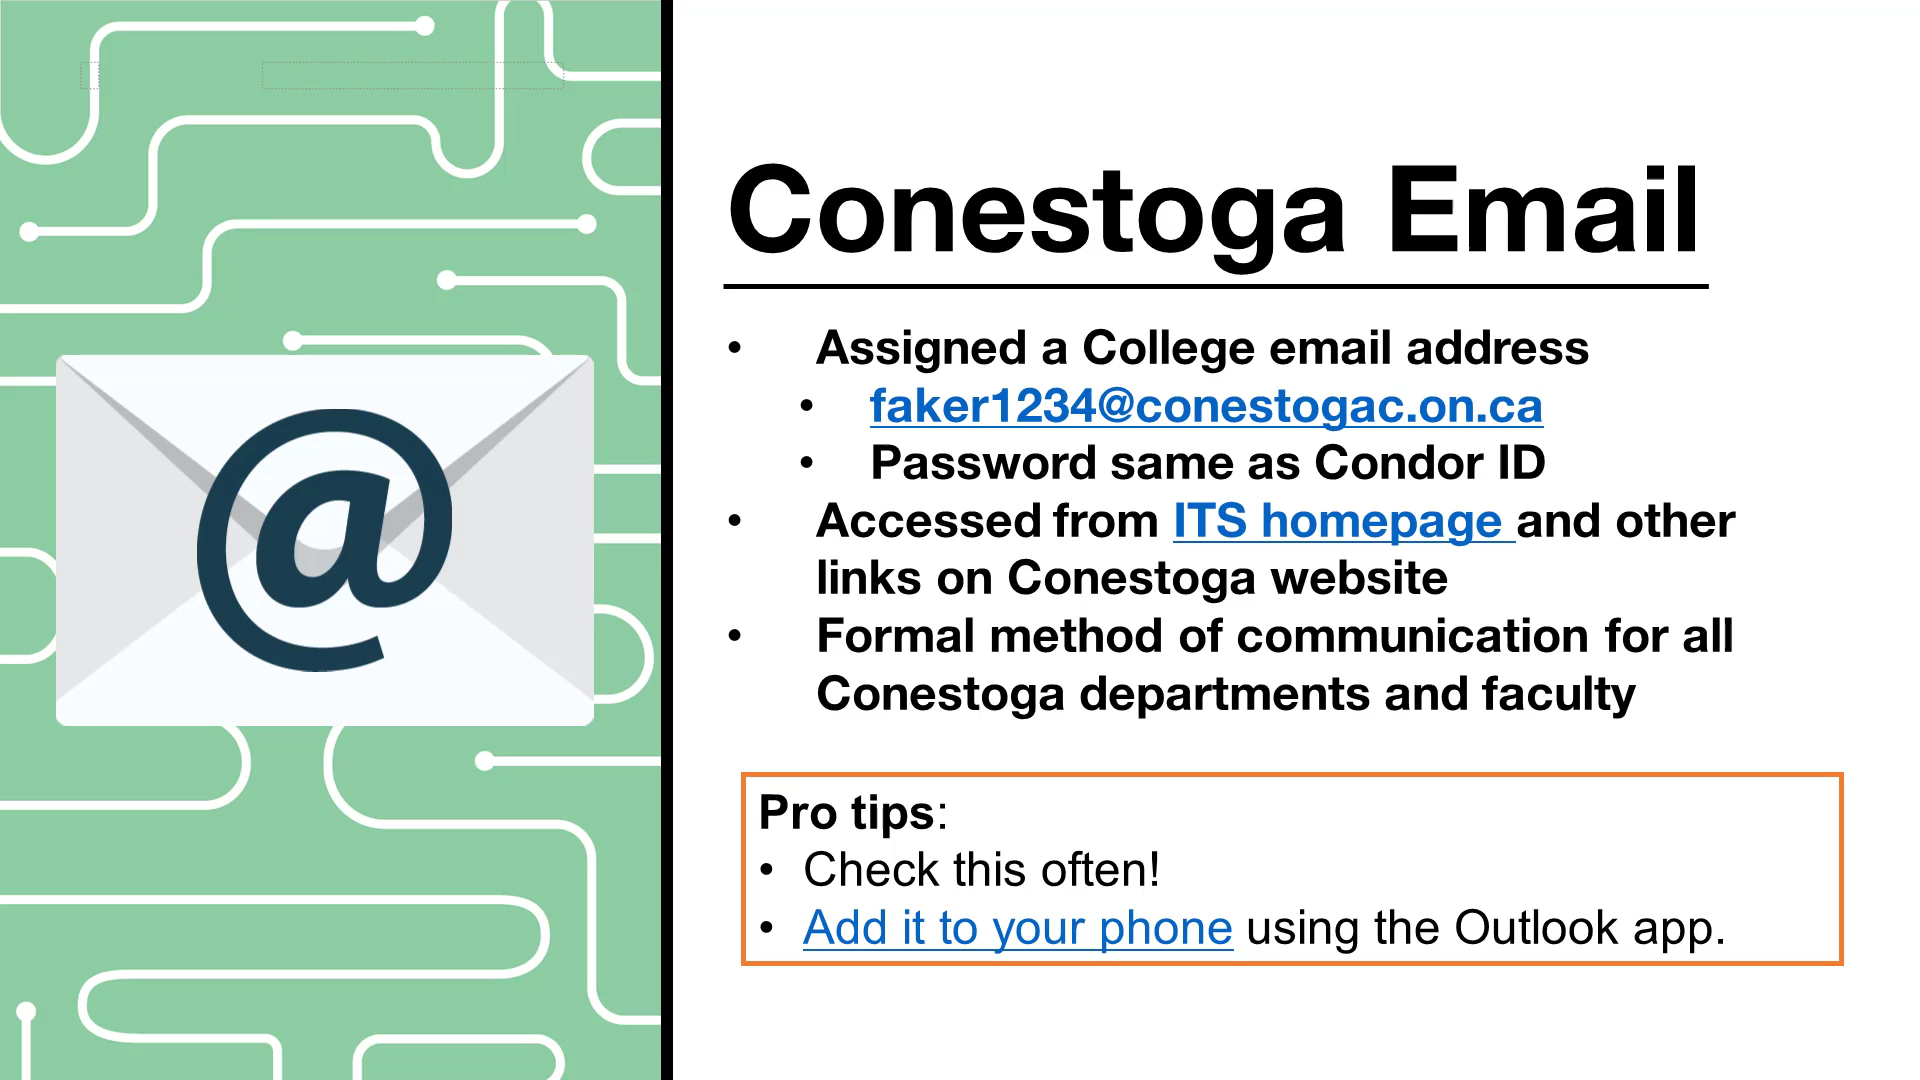 Conestoga Email
• Assigned a College email address
• faker1234@conestogac.on.ca
• Password same as Condor ID
• Accessed from ITS homepage and other
links on Conestoga website
• Formal method of communication for all
Conestoga departments and faculty
Pro tips:
• Check this often!
• Add it to your phone using the Outlook app.
@